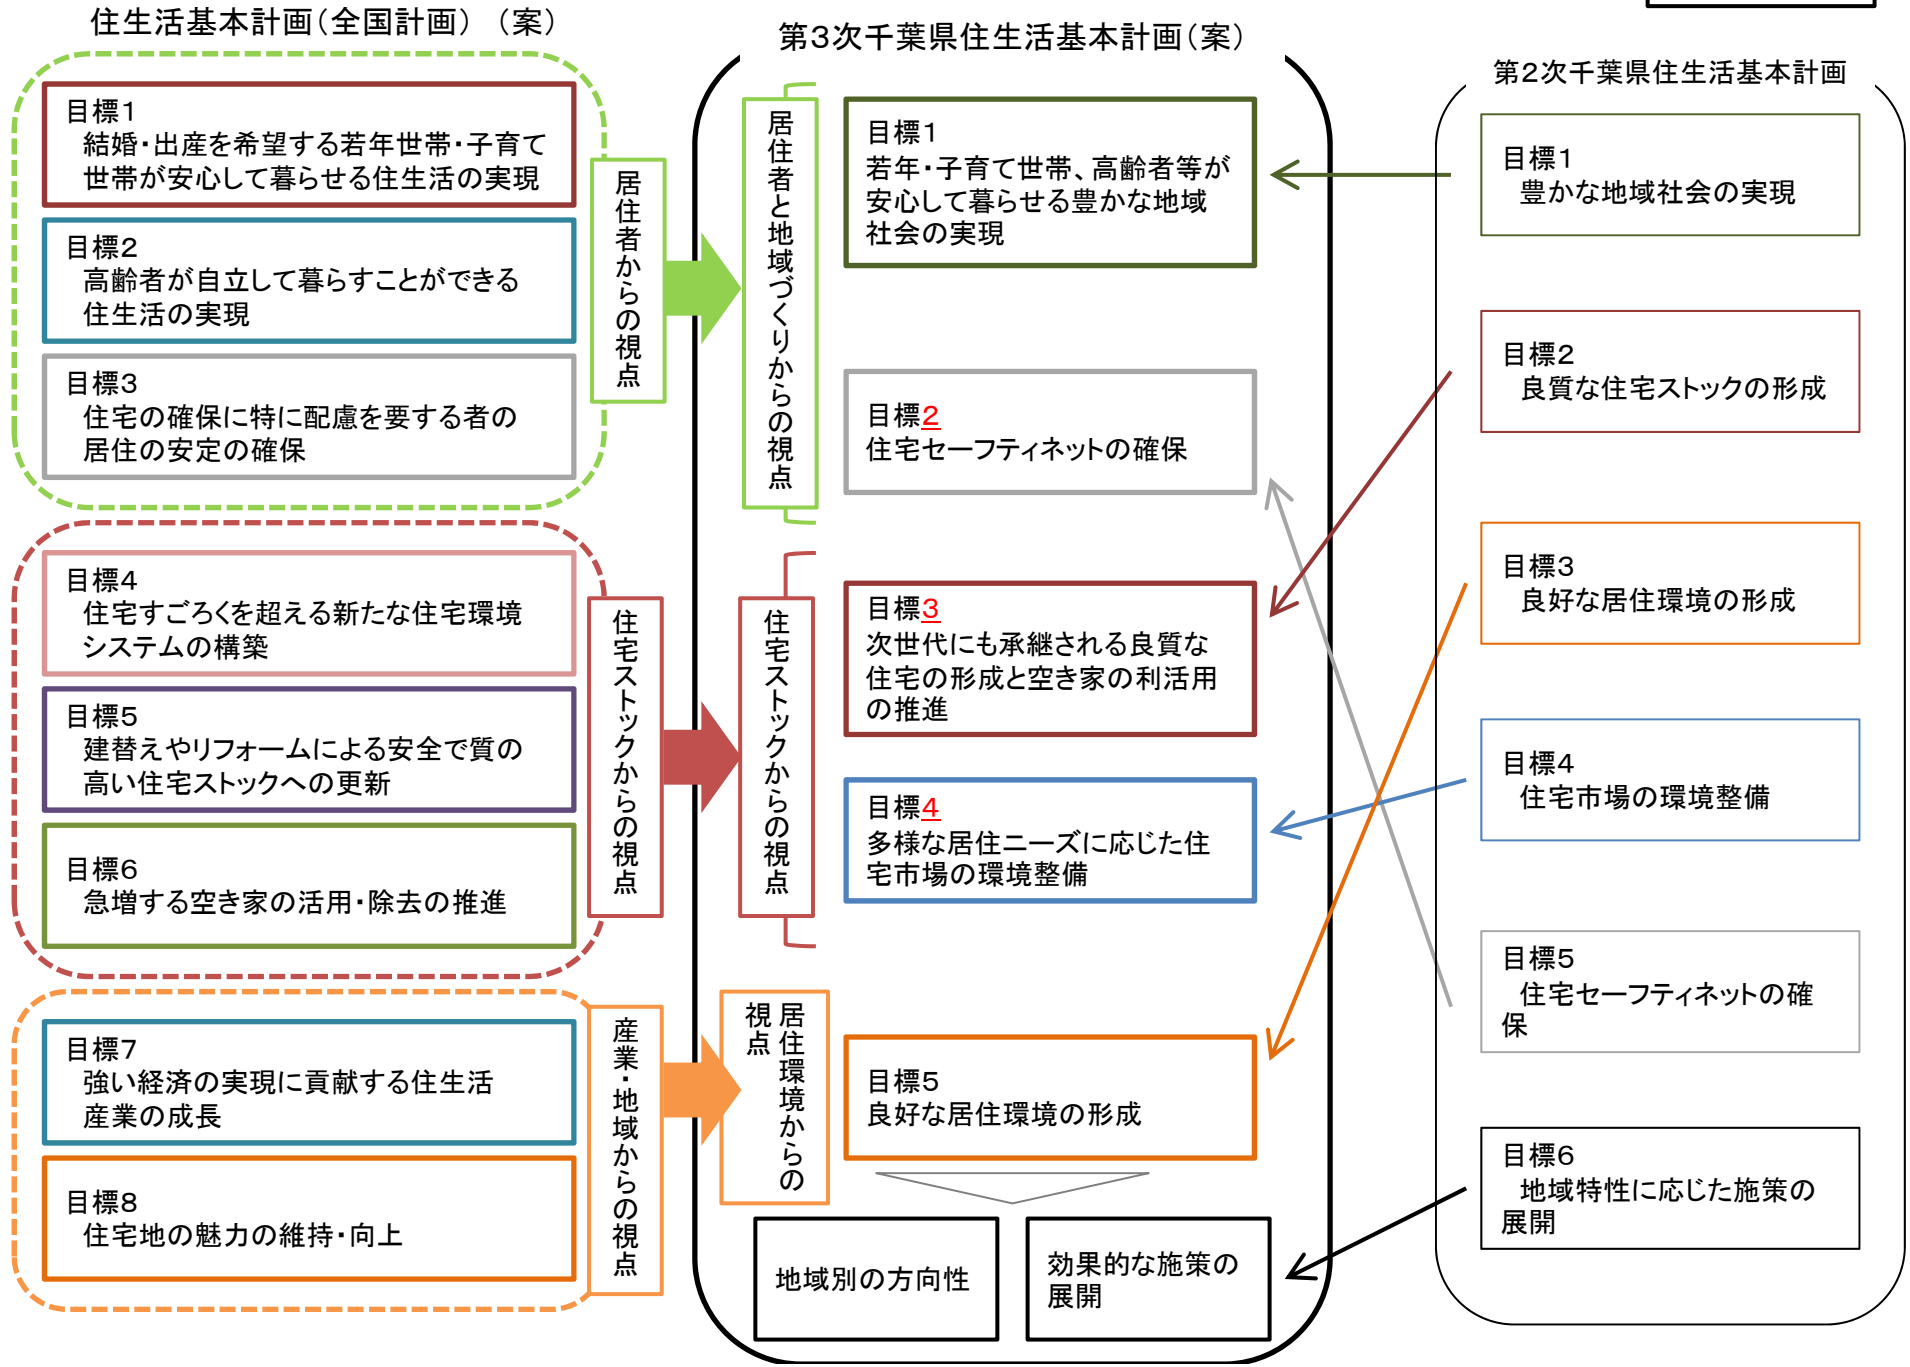 住生活基本計画(全国計画) (案)
目標1
結婚・出産を希望する若年世帯・子育て
世帯が安心して暮らせる住生活の実現
目標2
高齢者が自立して暮らすことができる
住生活の実現
目標3
住宅の確保に特に配慮を要する者の
居住の安定の確保
居住者からの視点
目標4
住宅すごろくを超える新たな住宅環境
システムの構築
目標5
建替えやリフォームによる安全で質の
高い住宅ストックへの更新
目標6
急増する空き家の活用・除去の推進
住宅ストックからの視点
目標7
強い経済の実現に貢献する住生活
産業の成長
目標8
住宅地の魅力の維持・向上
産業・地域からの視点
第3次千葉県住生活基本計画(案)
居住者と地域づくりからの視点
目標1
若年・子育て世帯、高齢者等が
安心して暮らせる豊かな地域
社会の実現
目標2
住宅セーフティネットの確保
住宅ストックからの視点
目標3
次世代にも承継される良質な
住宅の形成と空き家の利活用
の推進
目標4
多様な居住ニーズに応じた住
宅市場の環境整備
居住環境からの
視点
目標5
良好な居住環境の形成
地域別の方向性
効果的な施策の
展開
第2次千葉県住生活基本計画
目標1
豊かな地域社会の実現
目標2
良質な住宅ストックの形成
目標3
良好な居住環境の形成
目標4
住宅市場の環境整備
目標5
住宅セーフティネットの確
保
目標6
地域特性に応じた施策の
展開